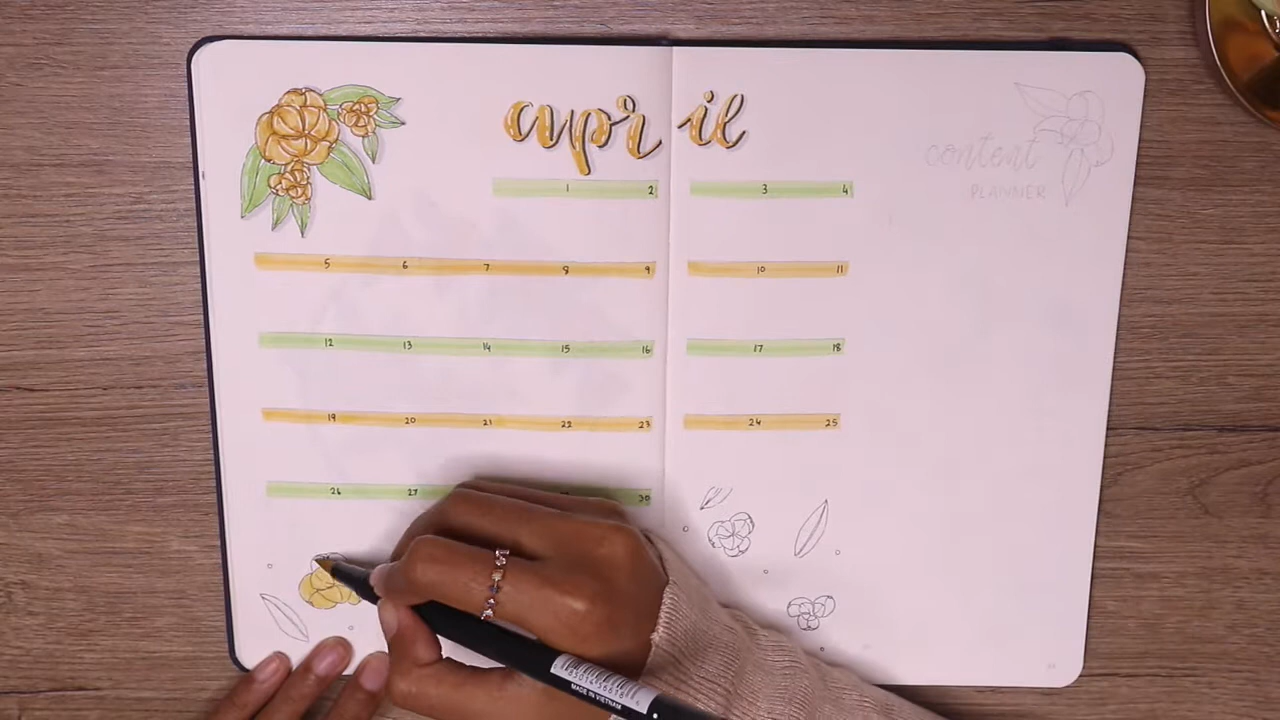 april
content
PLANNER
1 2 3 4
5 6 7 8 9 10 11
12 13 14 15 16 17 18
19 20 21 22 23 24 25
26 27 30
MADE IN VIETNAM